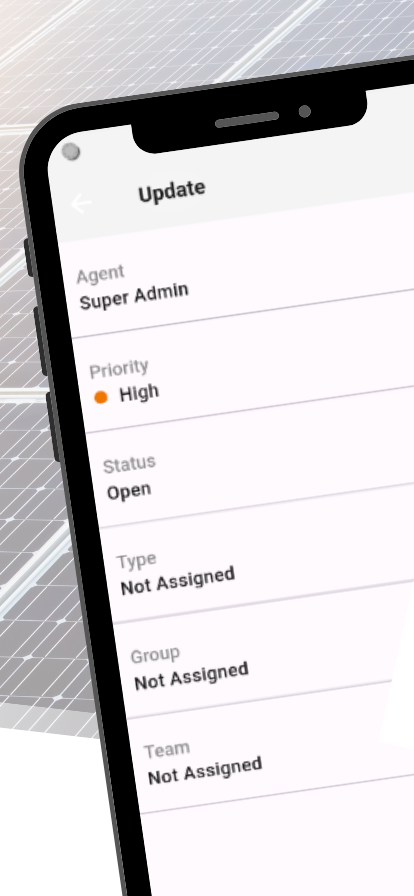 Update
Agent
Super Admin
Priority
High
Status
Open
Type
Not Assigned
Group
Not Assigned
Team
Not Assigned